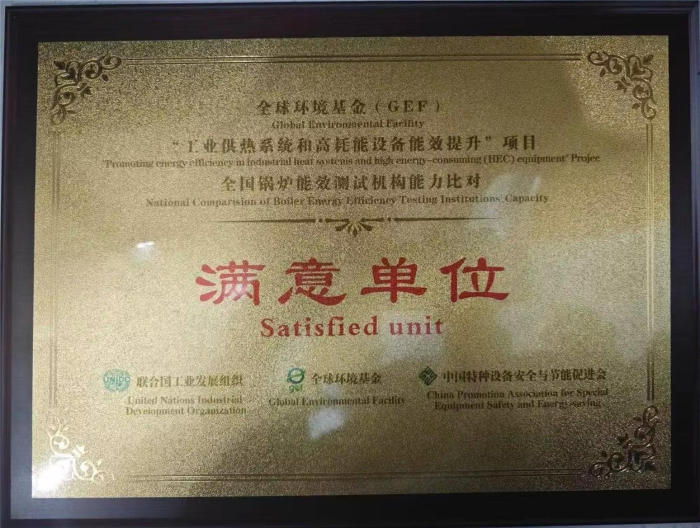 全球环境基金（GEF）
Global Environmental Facility
“工业供热系统和高耗能设备能效提升”项目
"Promoting energy efficiency in industrial heat systems and high energy-consuming (HEC) equipment" Projec
全国锅炉能效测试机构能力比对
National Comparision of Boiler Energy Efficiency Testing Institutions Capacity
满意单位
Satisfied unit
UNIDO 联合国工业发展组织
United Nations Industrial
Development Organization
gef 全球环境基金
Global Environmental Facility
中国特种设备安全与节能促进会
China Promotion Association for Special
Equipment Safety and Energy-saving